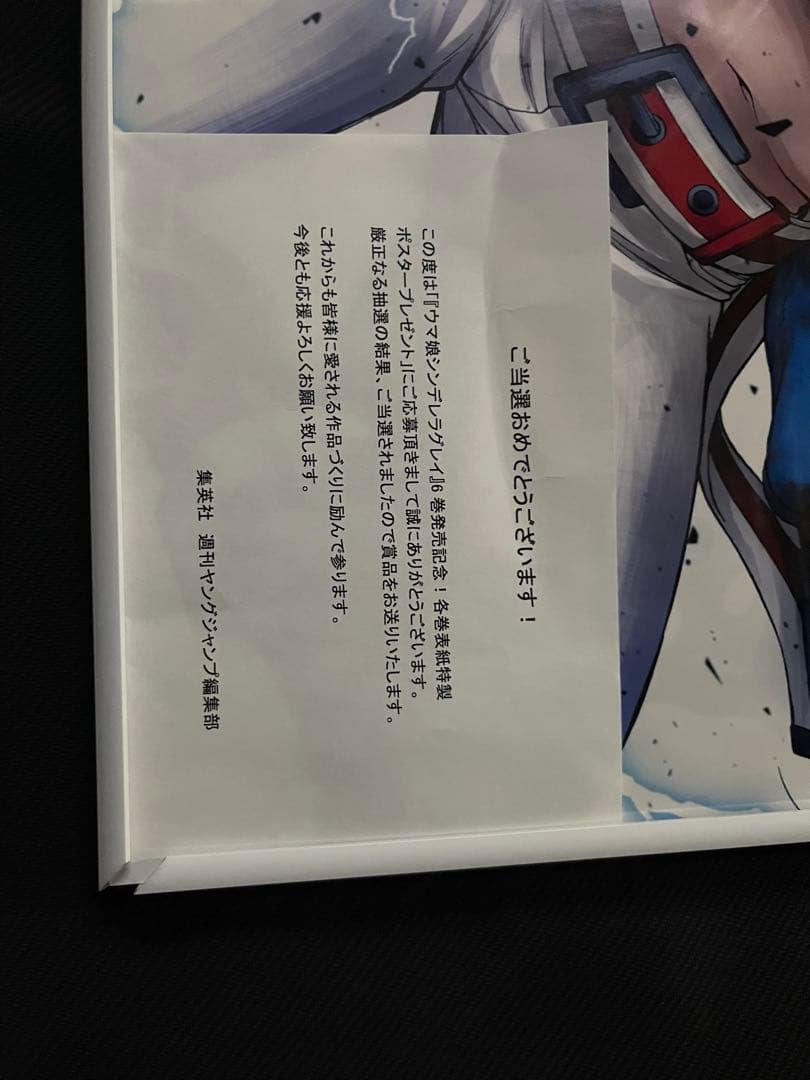 ご当選おめでとうございます！
この度は「『ウマ娘シンデレラグレイ』6 巻発売記念！各巻表紙特製
ポスタープレゼント」にご応募頂きまして誠にありがとうございます。
厳正なる抽選の結果、ご当選されましたので賞品をお送りいたします。
これからも皆様に愛される作品づくりに励んで参ります。
今後とも応援よろしくお願い致します。
集英社 週刊ヤングジャンプ編集部